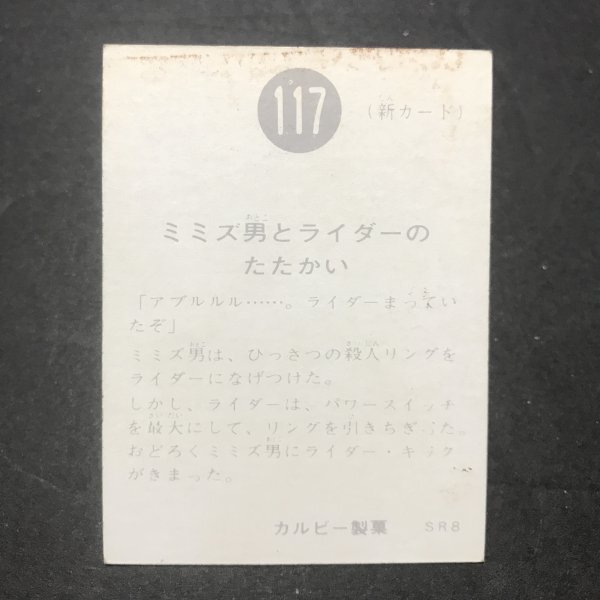 117
(新カード)
ミミズ男とライダーの
たたかい
「アブルルル……。ライダーまっ
たぞ」
ミミズ男は、ひっさつの殺人リングを
ライダーになげつけた。
しかし、ライダーは、パワースイッチ
を最大にして、リングを引きちぎった。
おどろくミミズ男にライダー・キック
がきまった。
カルビー製菓 SR8